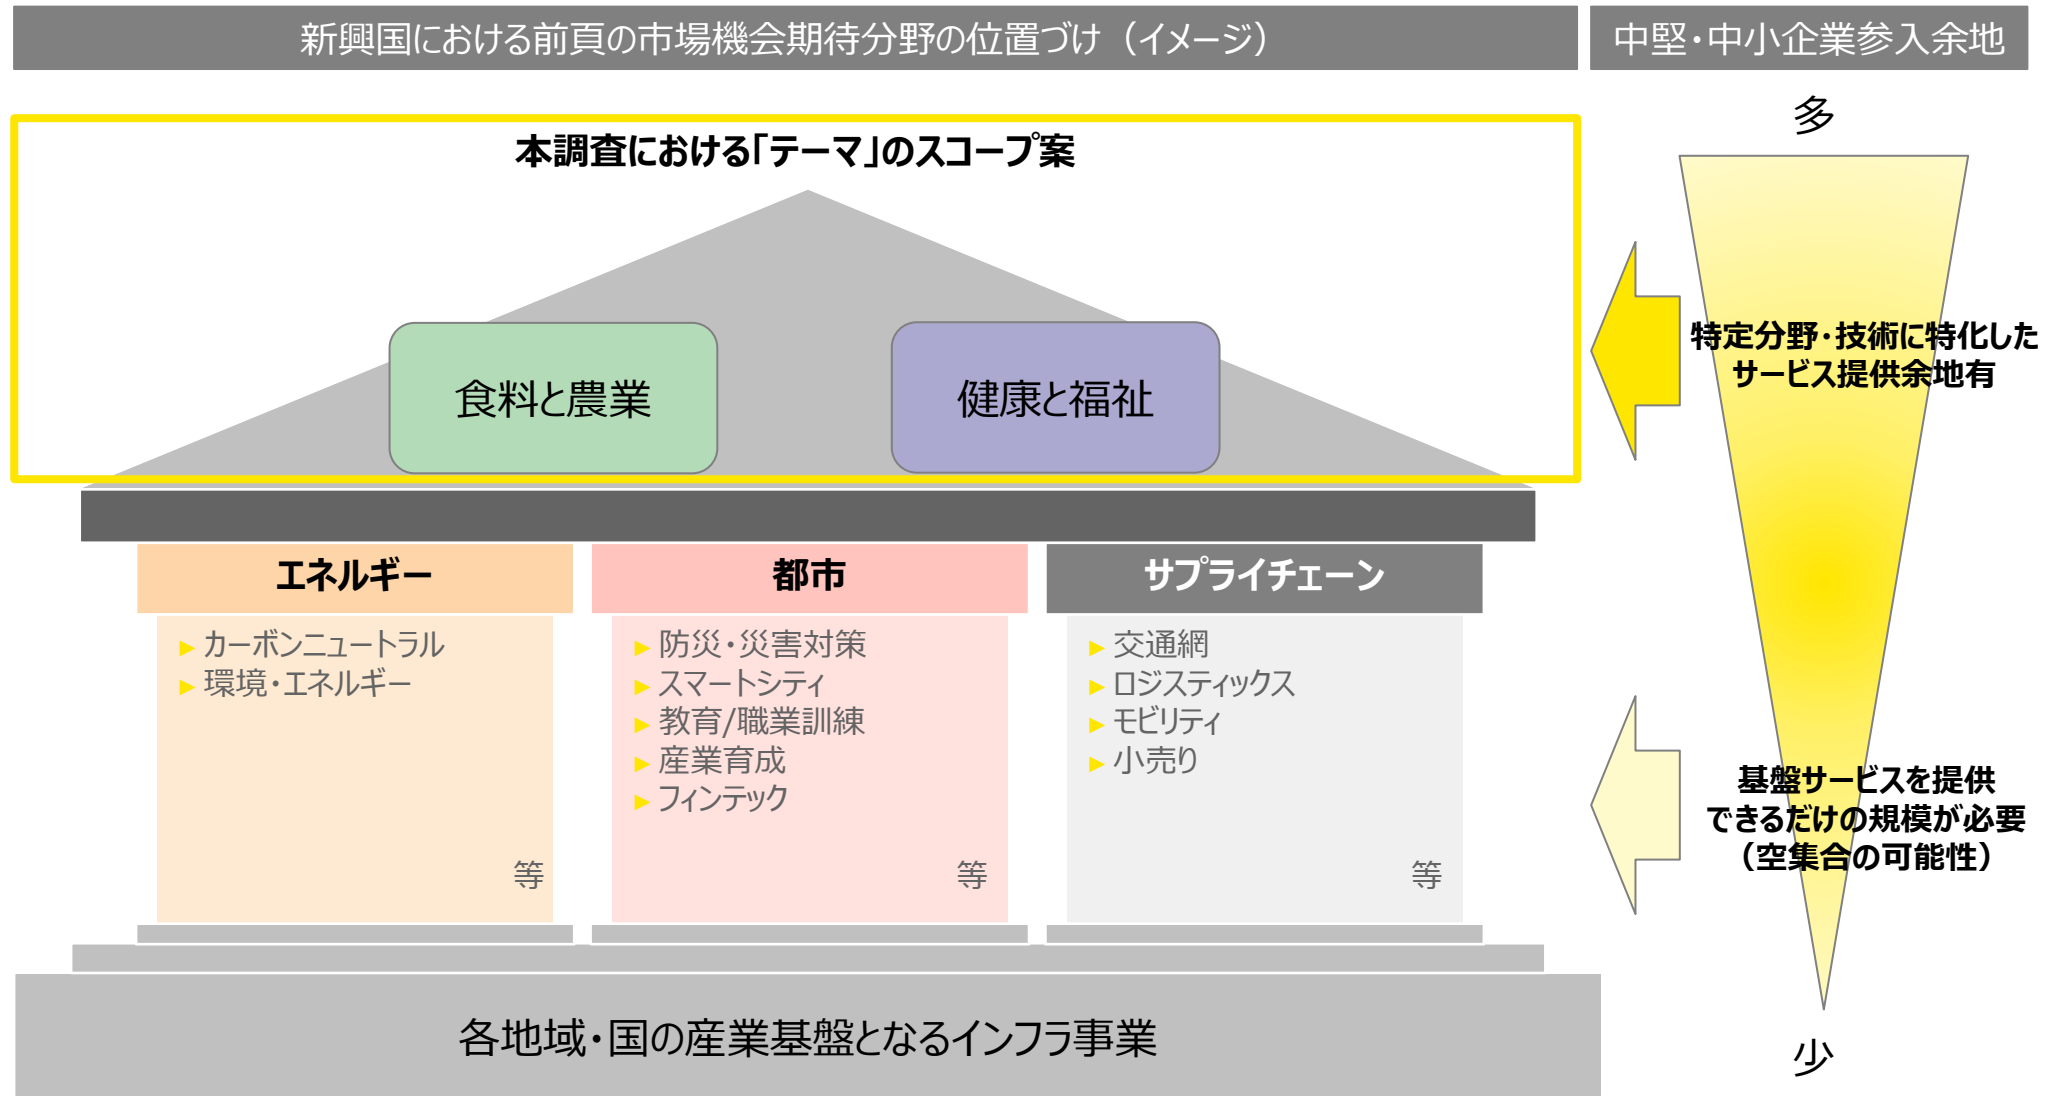 新興国における前頁の市場機会期待分野の位置づけ（イメージ）
中堅・中小企業参入余地
多
本調査における「テーマ」のスコープ案
食料と農業
健康と福祉
特定分野・技術に特化した
サービス提供余地有
エネルギー
▶ カーボンニュートラル
▶ 環境・エネルギー
等
都市
▶ 防災・災害対策
▶ スマートシティ
▶ 教育/職業訓練
▶ 産業育成
▶ フィンテック
等
サプライチェーン
▶ 交通網
▶ ロジスティックス
▶ モビリティ
▶ 小売り
等
基盤サービスを提供
できるだけの規模が必要
（空集合の可能性）
各地域・国の産業基盤となるインフラ事業
少